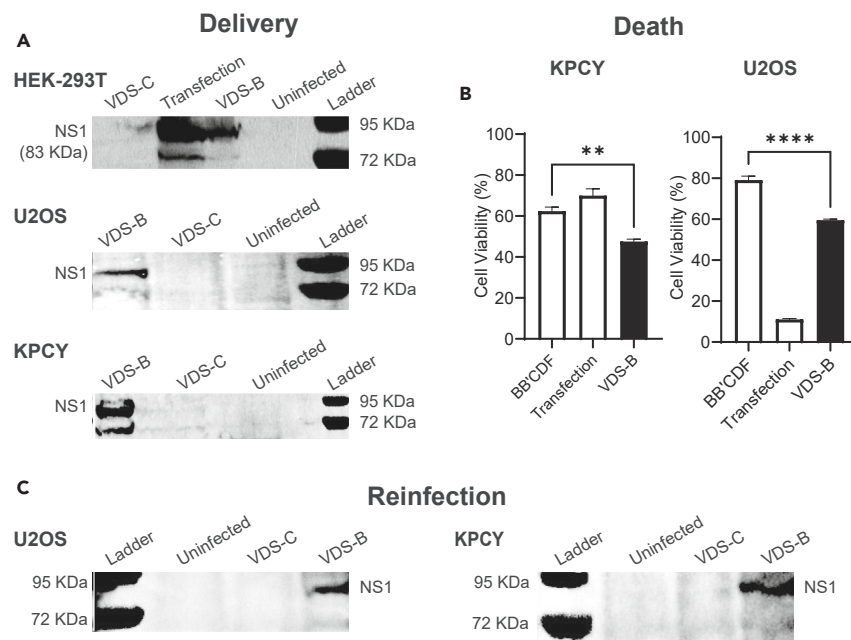 Delivery
A
HEK-293T
VDS-C Transfection VDS-B Uninfected Ladder
NS1
(83 KDa)
95 KDa
72 KDa
U2OS
VDS-B VDS-C Uninfected Ladder
NS1
95 KDa
72 KDa
KPCY
VDS-B VDS-C Uninfected Ladder
NS1
95 KDa
72 KDa
Death
KPCY U2OS
B
Cell Viability (%)
100
80
60
40
20
0
**
BB'CDF Transfection VDS-B
Cell Viability (%)
100
80
60
40
20
0
****
BB'CDF Transfection VDS-B
C
Reinfection
U2OS
Ladder Uninfected VDS-C VDS-B
95 KDa
72 KDa
NS1
KPCY
Ladder Uninfected VDS-C VDS-B
95 KDa
72 KDa
NS1